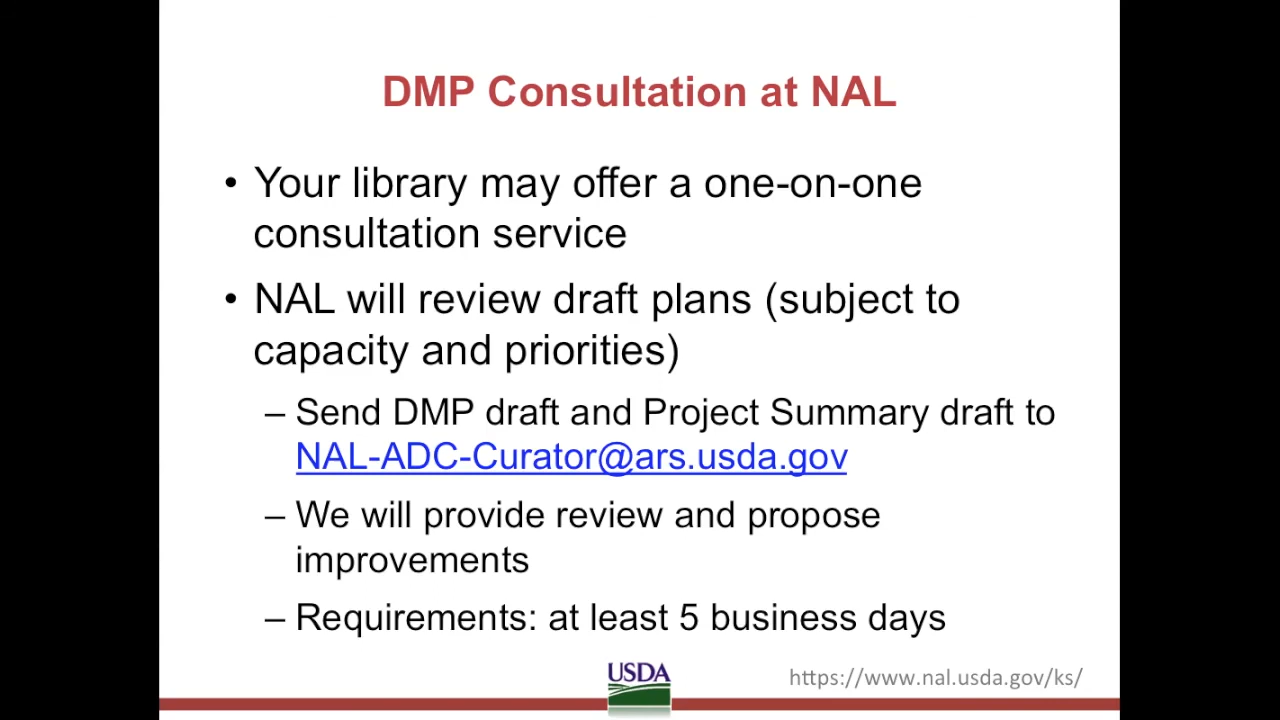 DMP Consultation at NAL
• Your library may offer a one-on-one
consultation service
• NAL will review draft plans (subject to
capacity and priorities)
– Send DMP draft and Project Summary draft to
NAL-ADC-Curator@ars.usda.gov
– We will provide review and propose
improvements
– Requirements: at least 5 business days
USDA
https://www.nal.usda.gov/ks/